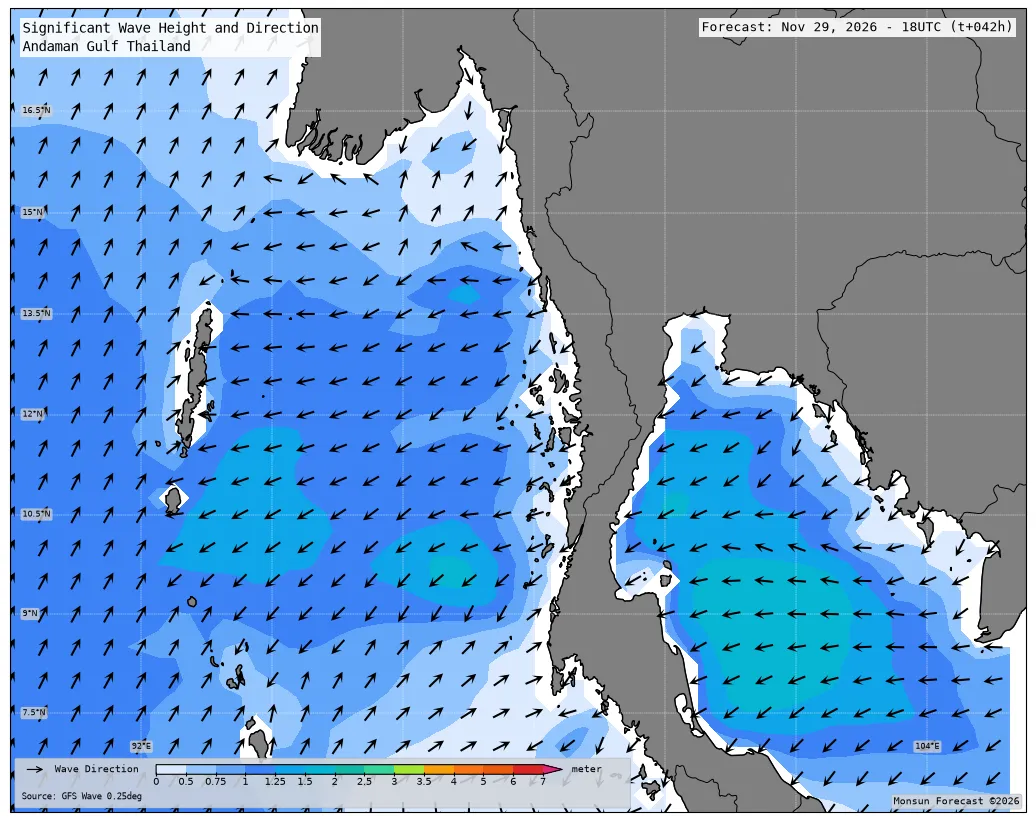 Significant Wave Height and Direction
Andaman Gulf Thailand
Forecast: Nov 29, 2026 - 18UTC (t+042h)
16.5°N
15°N
13.5°N
12°N
10.5°N
9°N
7.5°N
92°E
104°E
Wave Direction
meter
0 0.5 0.75 1 1.25 1.5 2 2.5 3 3.5 4 5 6 7
Source: GFS Wave 0.25deg
Monsun Forecast ©2026